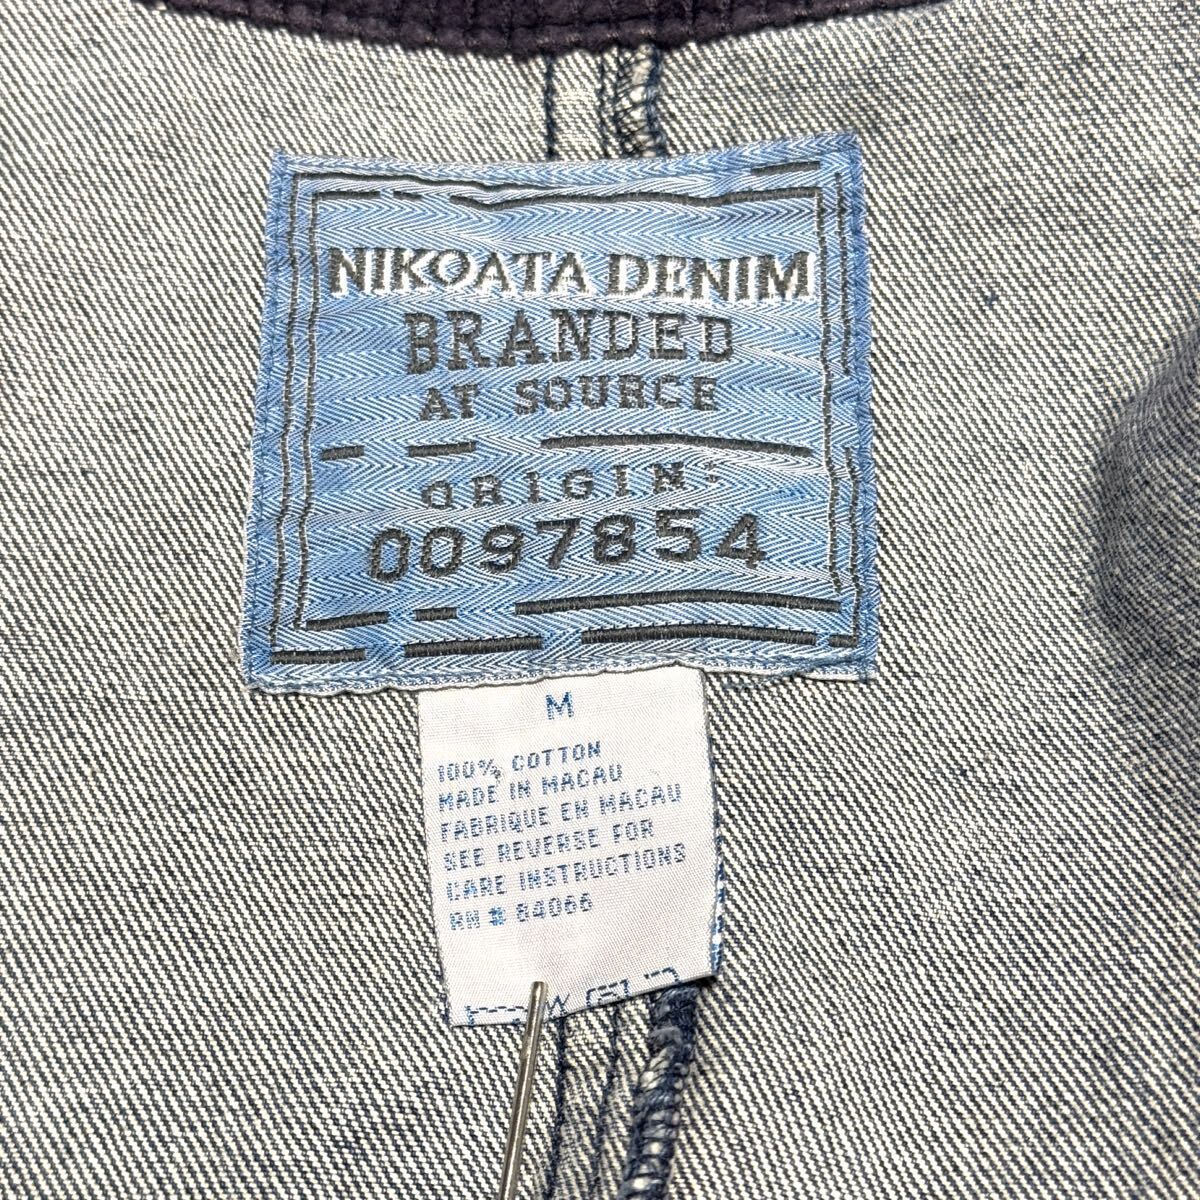 NIKOATA DENIM
BRANDED
AT SOURCE
ORIGIN:
0097854
M
100% COTTON
MADE IN MACAU
FABRIQUE EN MACAU
SEE REVERSE FOR
CARE INSTRUCTIONS
RN # 84066